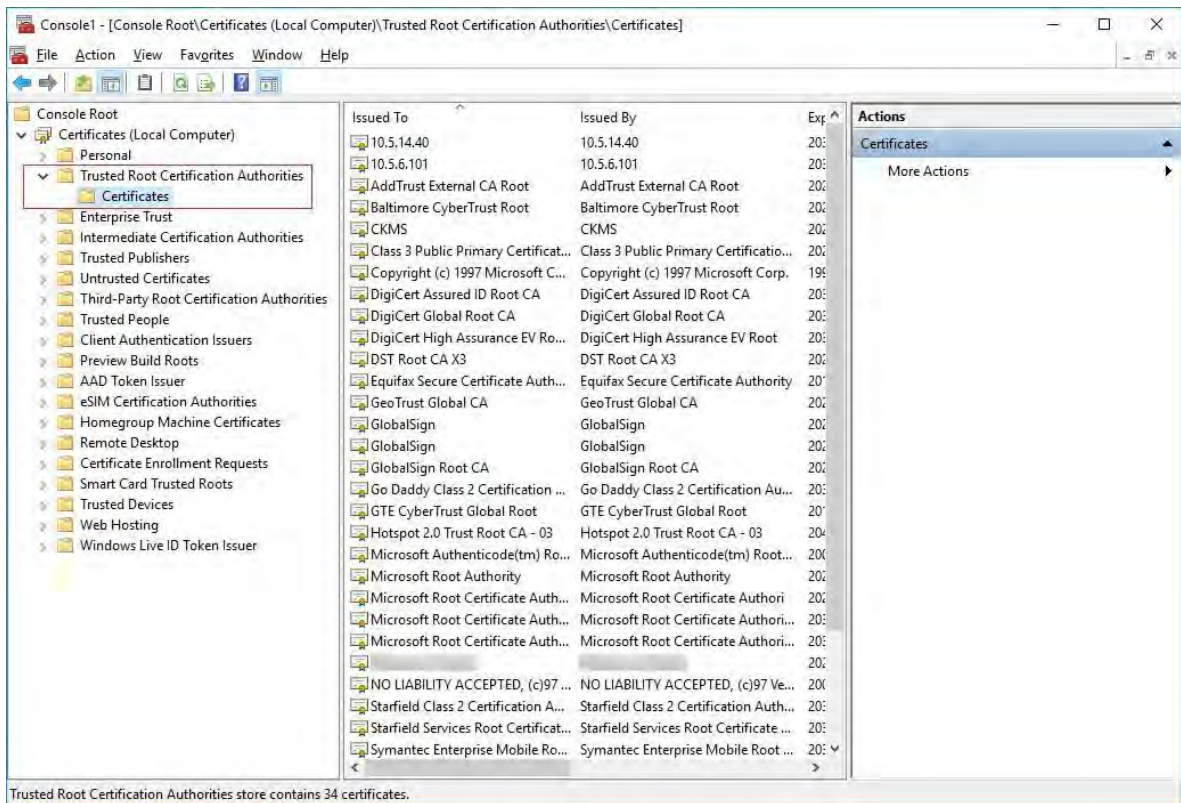 Console1 - [Console Root\Certificates (Local Computer)\Trusted Root Certification Authorities\Certificates]
File Action View Favorites Window Help
Console Root
Certificates (Local Computer)
Personal
Trusted Root Certification Authorities
Certificates
Enterprise Trust
Intermediate Certification Authorities
Trusted Publishers
Untrusted Certificates
Third-Party Root Certification Authorities
Trusted People
Client Authentication Issuers
Preview Build Roots
AAD Token Issuer
eSIM Certification Authorities
Homegroup Machine Certificates
Remote Desktop
Certificate Enrollment Requests
Smart Card Trusted Roots
Trusted Devices
Web Hosting
Windows Live ID Token Issuer
Issued To Issued By
10.5.14.40 10.5.14.40
10.5.6.101 10.5.6.101
AddTrust External CA Root AddTrust External CA Root
Baltimore CyberTrust Root Baltimore CyberTrust Root
CKMS CKMS
Class 3 Public Primary Certificat... Class 3 Public Primary Certificatio...
Copyright (c) 1997 Microsoft C... Copyright (c) 1997 Microsoft Corp.
DigiCert Assured ID Root CA DigiCert Assured ID Root CA
DigiCert Global Root CA DigiCert Global Root CA
DigiCert High Assurance EV Ro... DigiCert High Assurance EV Root
DST Root CA X3 DST Root CA X3
Equifax Secure Certificate Auth... Equifax Secure Certificate Authority
GeoTrust Global CA GeoTrust Global CA
GlobalSign GlobalSign
GlobalSign GlobalSign
GlobalSign Root CA GlobalSign Root CA
Go Daddy Class 2 Certification ... Go Daddy Class 2 Certification Au...
GTE CyberTrust Global Root GTE CyberTrust Global Root
Hotspot 2.0 Trust Root CA - 03 Hotspot 2.0 Trust Root CA - 03
Microsoft Authenticode(tm) Ro... Microsoft Authenticode(tm) Root...
Microsoft Root Authority Microsoft Root Authority
Microsoft Root Certificate Auth... Microsoft Root Certificate Authori
Microsoft Root Certificate Auth... Microsoft Root Certificate Authori...
Microsoft Root Certificate Auth... Microsoft Root Certificate Authori...
NO LIABILITY ACCEPTED, (c)97 ... NO LIABILITY ACCEPTED, (c)97 Ve...
Starfield Class 2 Certification A... Starfield Class 2 Certification Auth...
Starfield Services Root Certificat... Starfield Services Root Certificate ...
Symantec Enterprise Mobile Ro... Symantec Enterprise Mobile Root ...
Actions
Certificates
More Actions
Trusted Root Certification Authorities store contains 34 certificates.